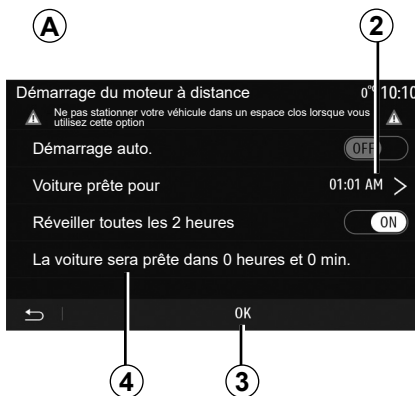 A
2
Démarrage du moteur à distance 0° 10:10
Ne pas stationner votre véhicule dans un espace clos lorsque vous
utilisez cette option
Démarrage auto. OFF
Voiture prête pour 01:01 AM
Réveiller toutes les 2 heures ON
La voiture sera prête dans 0 heures et 0 min.
OK
4
3